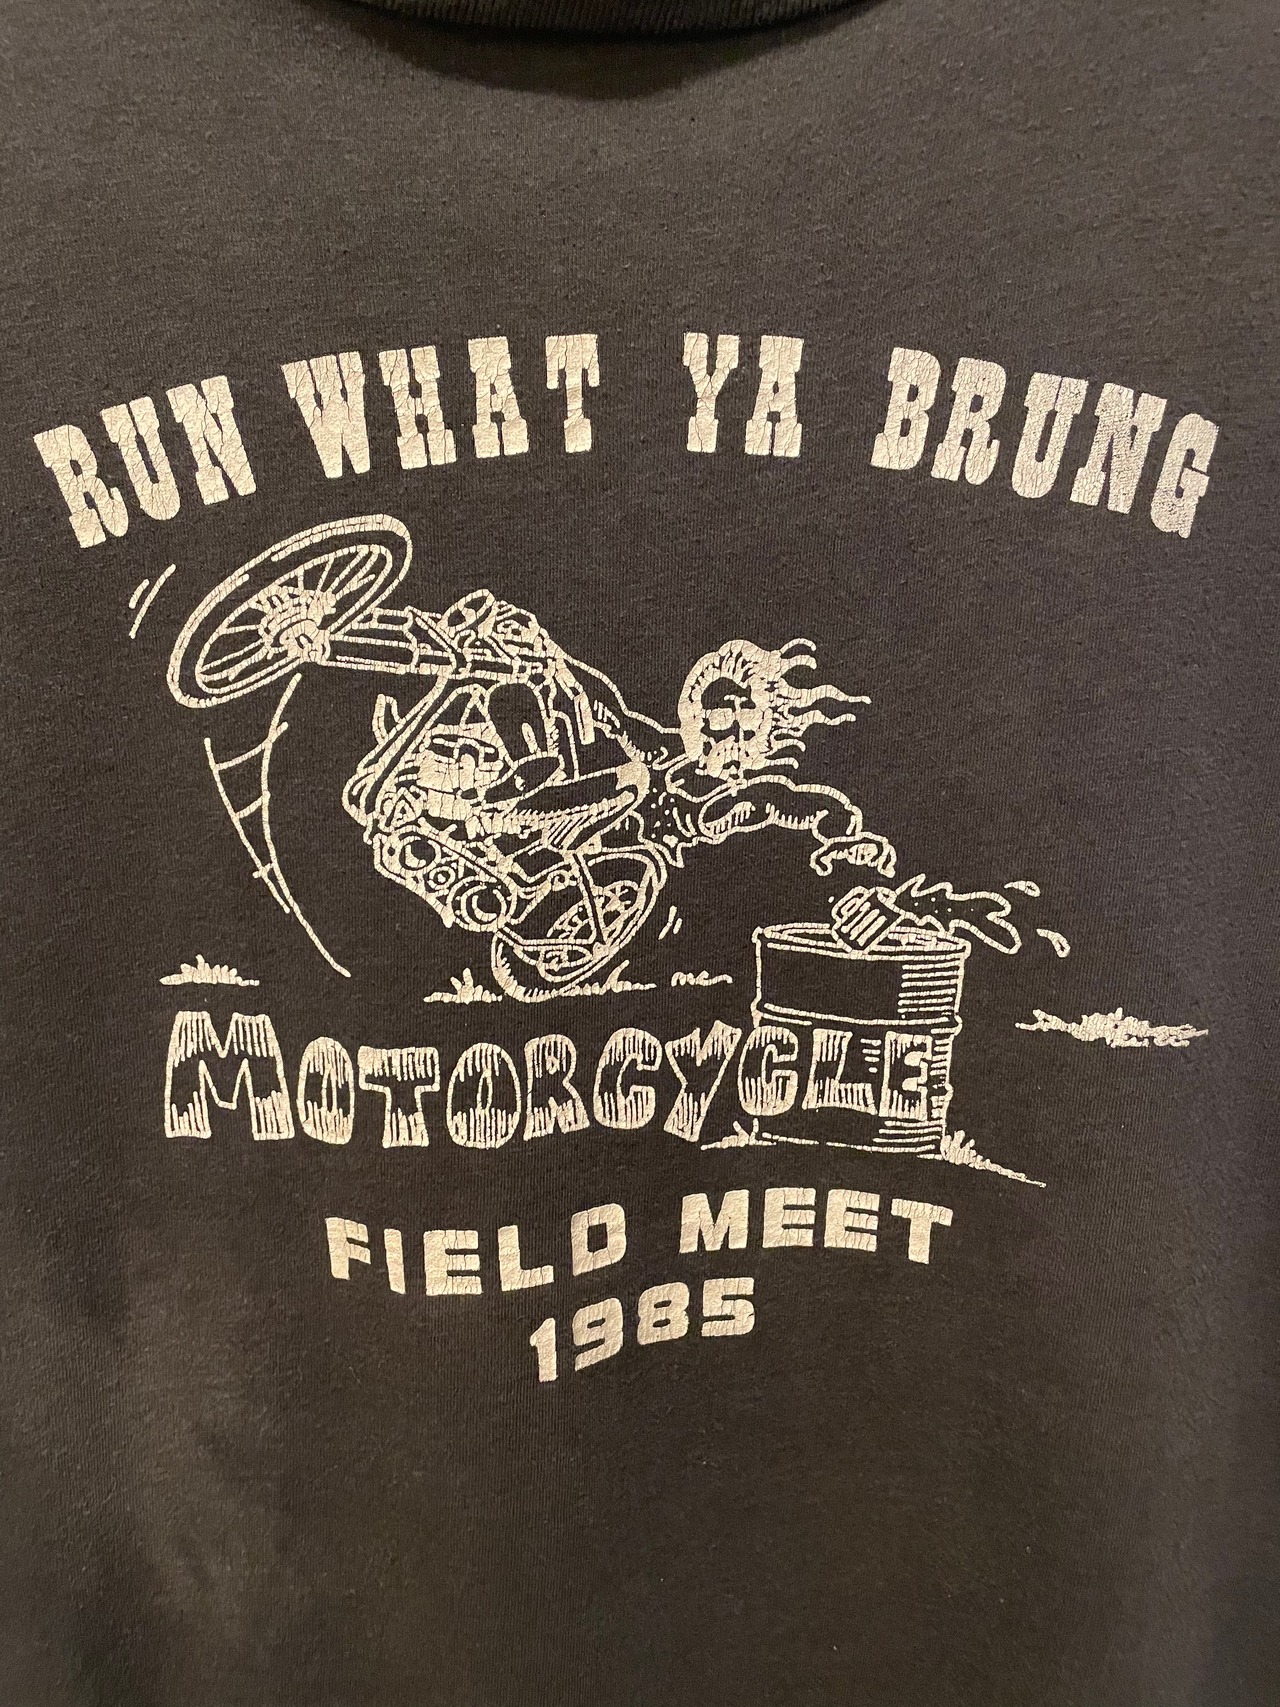 RUN WHAT YA BRUNG
MOTORCYCLE
FIELD MEET
1985